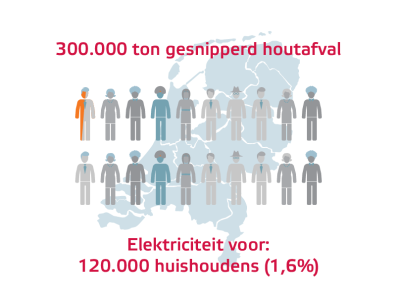 300.000 ton gesnipperd houtafval
Elektriciteit voor:
120.000 huishoudens (1,6%)